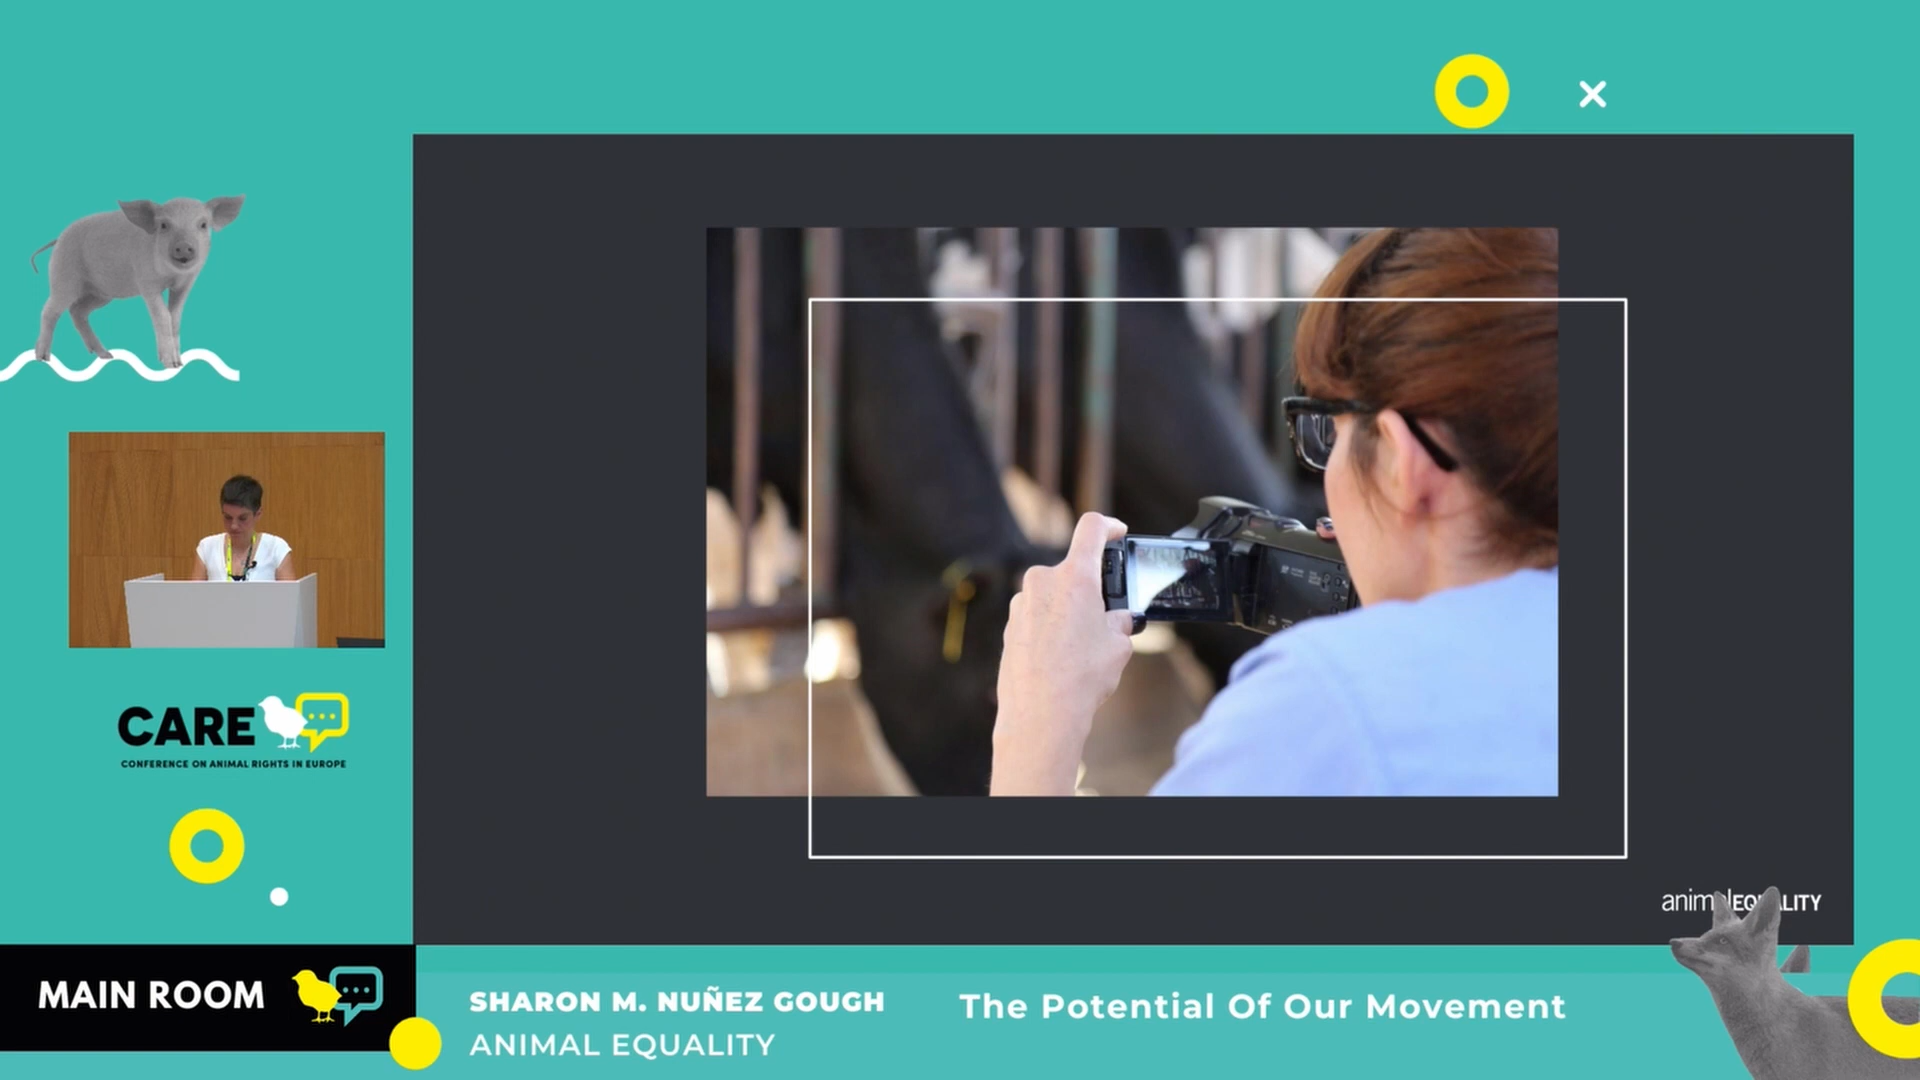 CARE
CONFERENCE ON ANIMAL RIGHTS IN EUROPE
animalEQUALITY
MAIN ROOM
SHARON M. NUÑEZ GOUGH
ANIMAL EQUALITY
The Potential Of Our Movement